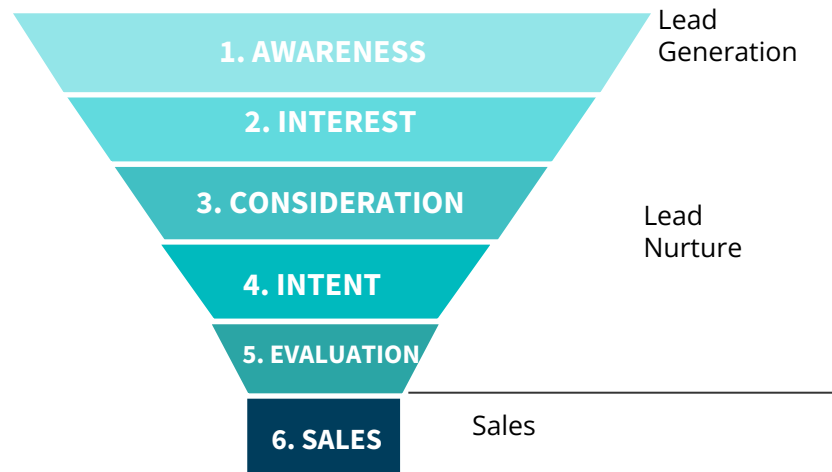 1. AWARENESS
Lead
Generation
2. INTEREST
3. CONSIDERATION
Lead
Nurture
4. INTENT
5. EVALUATION
6. SALES
Sales